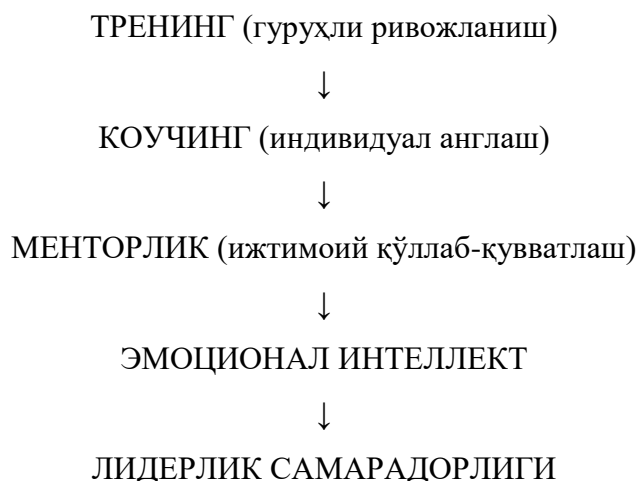 ТРЕНИНГ (гуруҳли ривожланиш)
↓
КОУЧИНГ (индивидуал англаш)
↓
МЕНТОРЛИК (ижтимоий қўллаб-қувватлаш)
↓
ЭМОЦИОНАЛ ИНТЕЛЛЕКТ
↓
ЛИДЕРЛИК САМАРАДОРЛИГИ